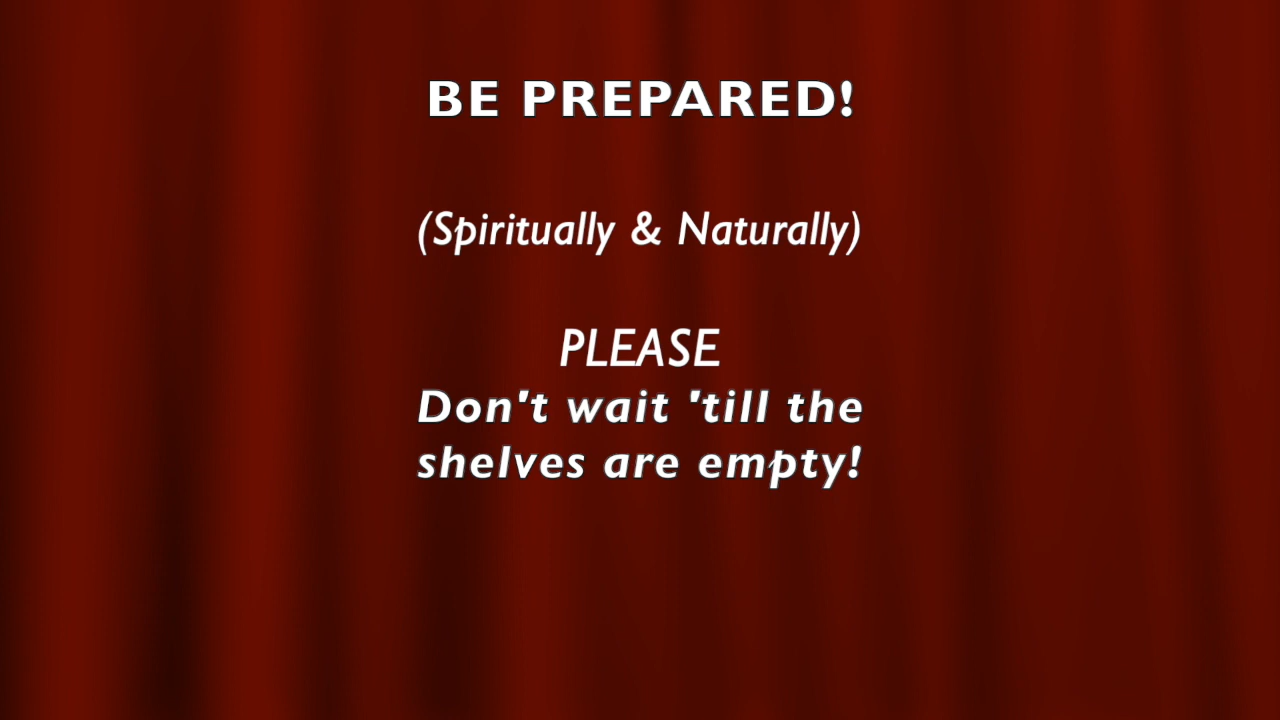 BE PREPARED!
(Spiritually & Naturally)
PLEASE
Don't wait 'till the
shelves are empty!